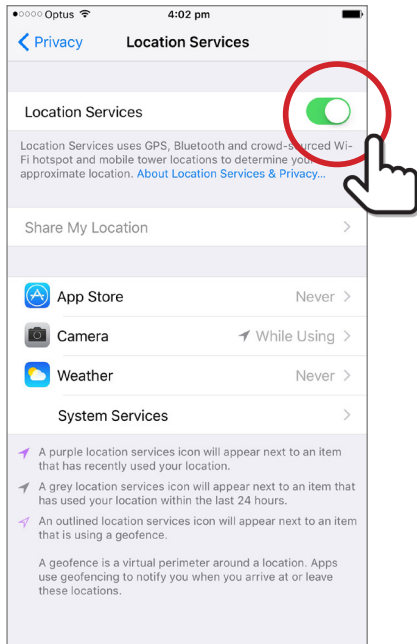 Optus 4:02 pm
Privacy Location Services
Location Services
Location Services uses GPS, Bluetooth and crowd-sourced Wi-
Fi hotspot and mobile tower locations to determine your
approximate location. About Location Services & Privacy...
Share My Location
App Store Never
Camera While Using
Weather Never
System Services
A purple location services icon will appear next to an item
that has recently used your location.
A grey location services icon will appear next to an item that
has used your location within the last 24 hours.
An outlined location services icon will appear next to an item
that is using a geofence.
A geofence is a virtual perimeter around a location. Apps
use geofencing to notify you when you arrive at or leave
these locations.